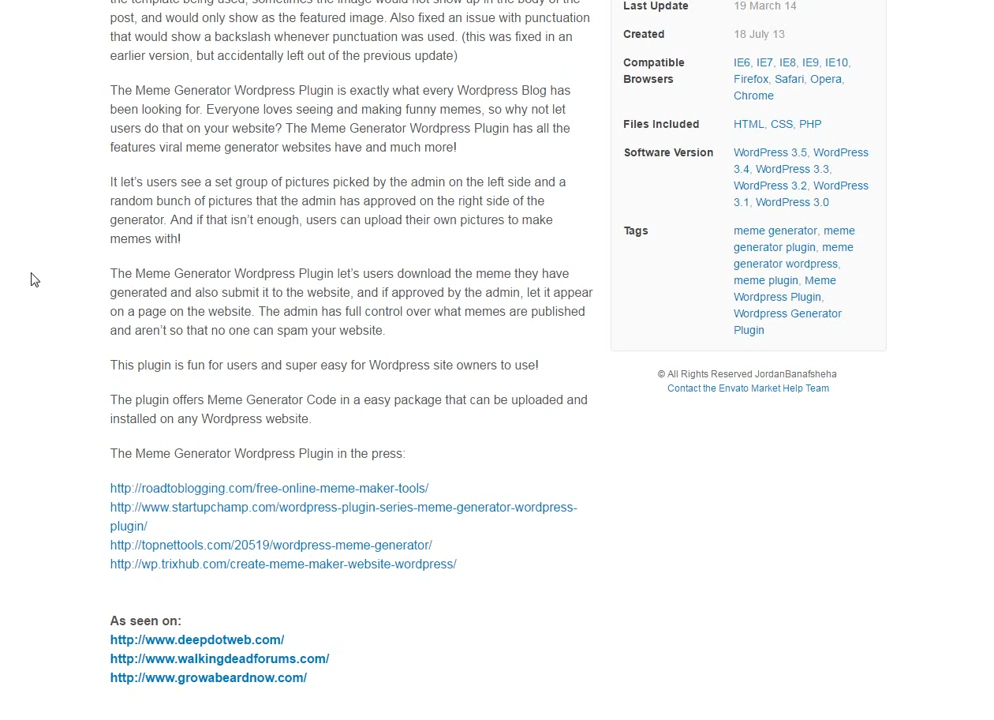 the template being used, sometimes the image would not show up in the body of the
post, and would only show as the featured image. Also fixed an issue with punctuation
that would show a backslash whenever punctuation was used. (this was fixed in an
earlier version, but accidentally left out of the previous update)
The Meme Generator Wordpress Plugin is exactly what every Wordpress Blog has
been looking for. Everyone loves seeing and making funny memes, so why not let
users do that on your website? The Meme Generator Wordpress Plugin has all the
features viral meme generator websites have and much more!
It let's users see a set group of pictures picked by the admin on the left side and a
random bunch of pictures that the admin has approved on the right side of the
generator. And if that isn't enough, users can upload their own pictures to make
memes with!
The Meme Generator Wordpress Plugin let's users download the meme they have
generated and also submit it to the website, and if approved by the admin, let it appear
on a page on the website. The admin has full control over what memes are published
and aren't so that no one can spam your website.
This plugin is fun for users and super easy for Wordpress site owners to use!
The plugin offers Meme Generator Code in a easy package that can be uploaded and
installed on any Wordpress website.
The Meme Generator Wordpress Plugin in the press:
http://roadtoblogging.com/free-online-meme-maker-tools/
http://www.startupchamp.com/wordpress-plugin-series-meme-generator-wordpress-
plugin/
http://topnettools.com/20519/wordpress-meme-generator/
http://wp.trixhub.com/create-meme-maker-website-wordpress/
As seen on:
http://www.deepdotweb.com/
http://www.walkingdeadforums.com/
http://www.growabeardnow.com/
Last Update 19 March 14
Created 18 July 13
Compatible IE6, IE7, IE8, IE9, IE10,
Browsers Firefox, Safari, Opera,
Chrome
Files Included HTML, CSS, PHP
Software Version WordPress 3.5, WordPress
3.4, WordPress 3.3,
WordPress 3.2, WordPress
3.1, WordPress 3.0
Tags meme generator, meme
generator plugin, meme
generator wordpress,
meme plugin, Meme
Wordpress Plugin,
Wordpress Generator
Plugin
© All Rights Reserved JordanBanafsheha
Contact the Envato Market Help Team